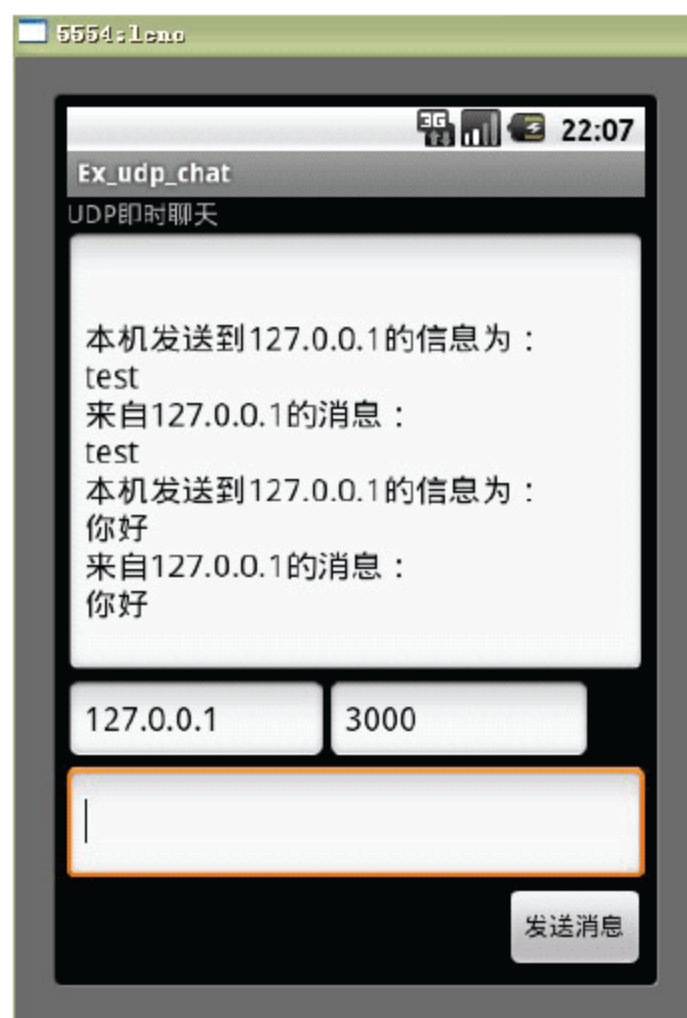 5554:leno
3G
22:07
Ex_udp_chat
UDP即时聊天
本机发送到127.0.0.1的信息为：
test
来自127.0.0.1的消息：
test
本机发送到127.0.0.1的信息为：
你好
来自127.0.0.1的消息：
你好
127.0.0.1
3000
发送消息